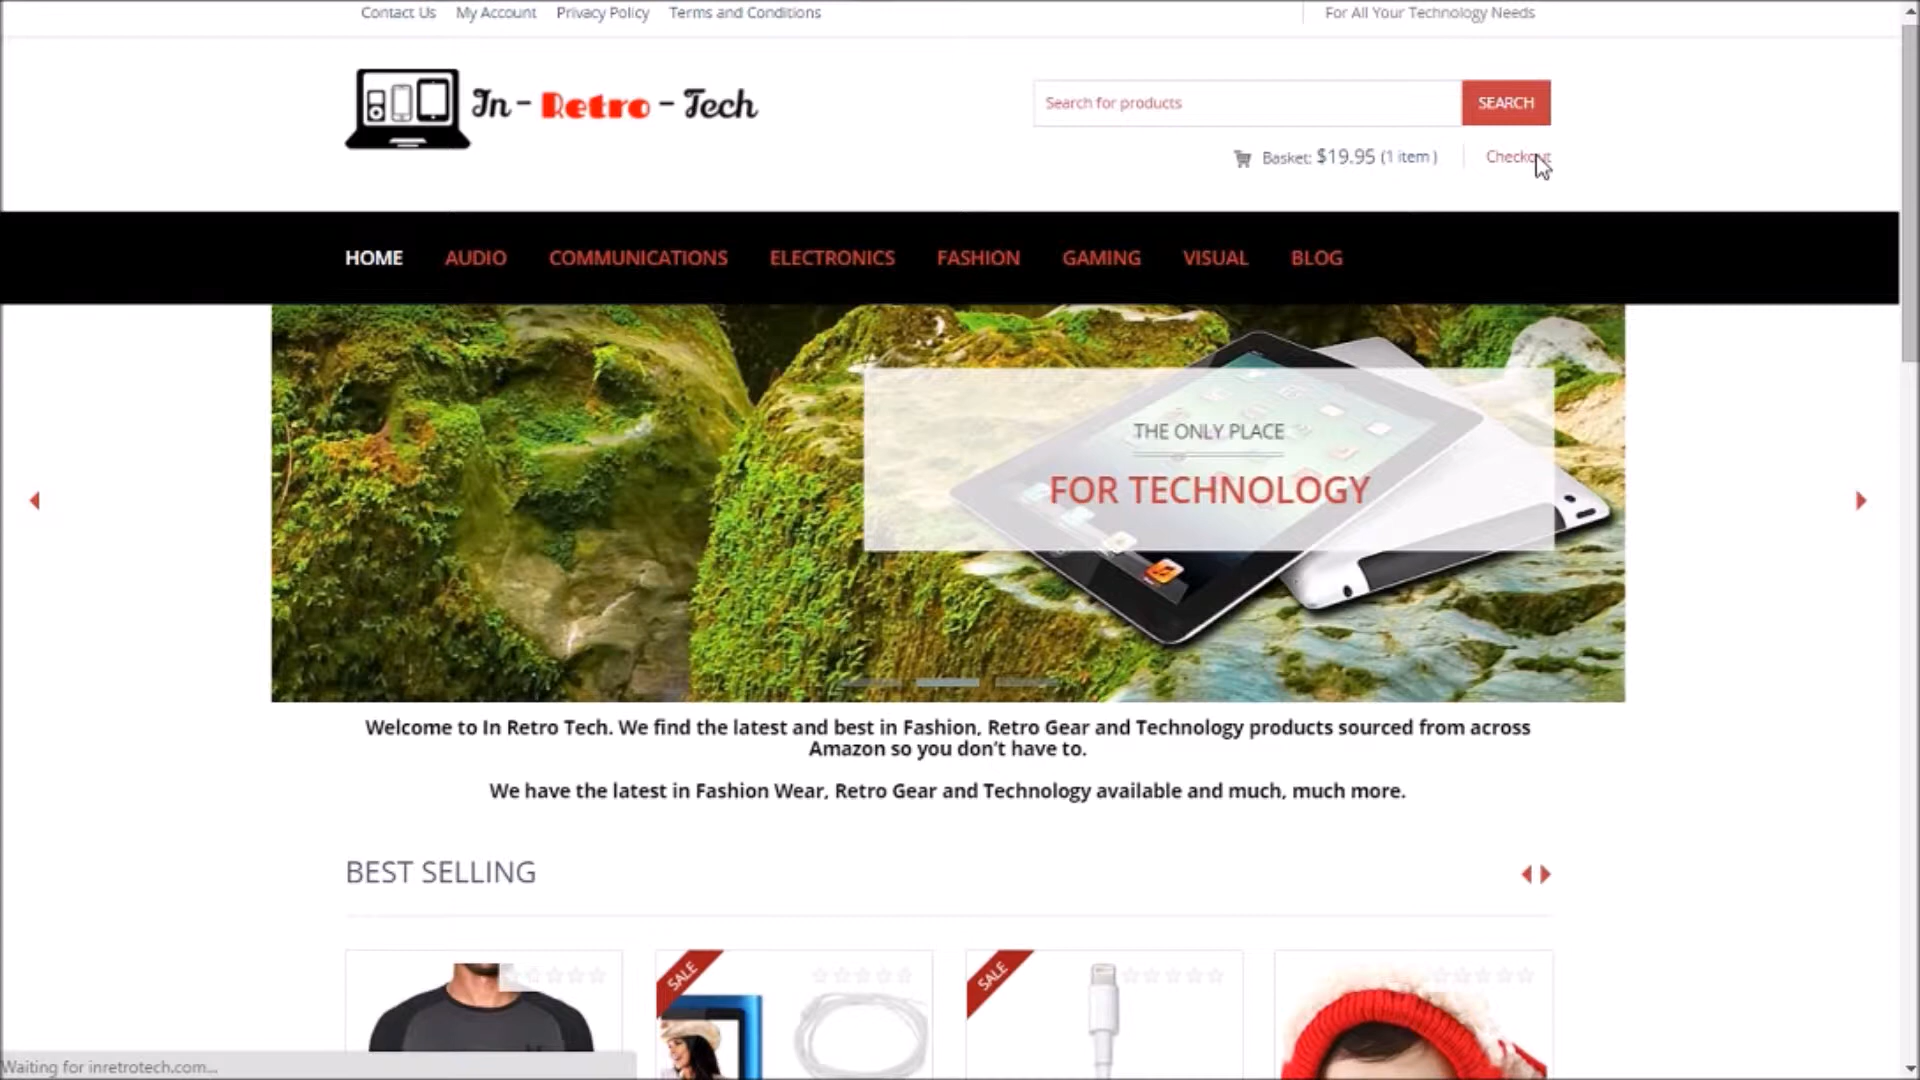 Contact Us My Account Privacy Policy Terms and Conditions For All Your Technology Needs
In - Retro - Tech
Search for products SEARCH
Basket: $19.95 (1 item ) Checkout
HOME AUDIO COMMUNICATIONS ELECTRONICS FASHION GAMING VISUAL BLOG
THE ONLY PLACE
FOR TECHNOLOGY
Welcome to In Retro Tech. We find the latest and best in Fashion, Retro Gear and Technology products sourced from across
Amazon so you don't have to.
We have the latest in Fashion Wear, Retro Gear and Technology available and much, much more.
BEST SELLING
SALE SALE
Waiting for inretrotech.com...